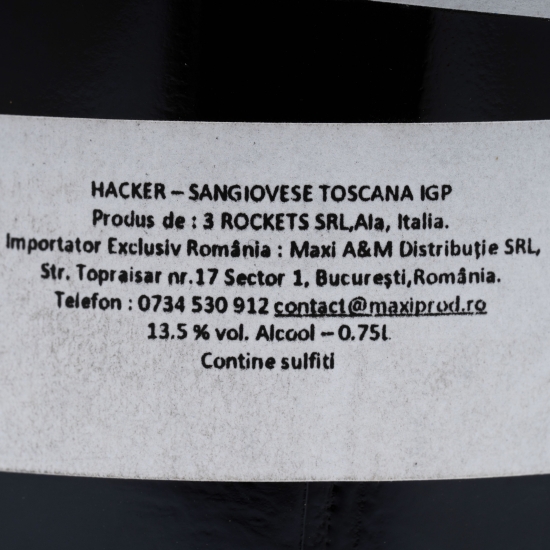 HACKER – SANGIOVESE TOSCANA IGP
Produs de : 3 ROCKETS SRL,Ala, Italia.
Importator Exclusiv România : Maxi A&M Distribuție SRL,
Str. Topraisar nr.17 Sector 1, București,România.
Telefon : 0734 530 912 contact@maxiprod.ro
13.5 % vol. Alcool – 0.75l
Contine sulfiti